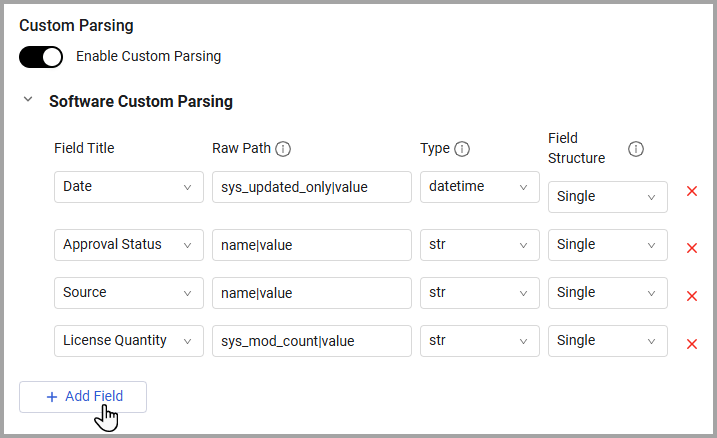 Custom Parsing
Enable Custom Parsing
Software Custom Parsing
Field Title Raw Path Type Field Structure
Date sys_updated_only|value datetime Single
Approval Status name|value str Single
Source name|value str Single
License Quantity sys_mod_count|value str Single
+ Add Field